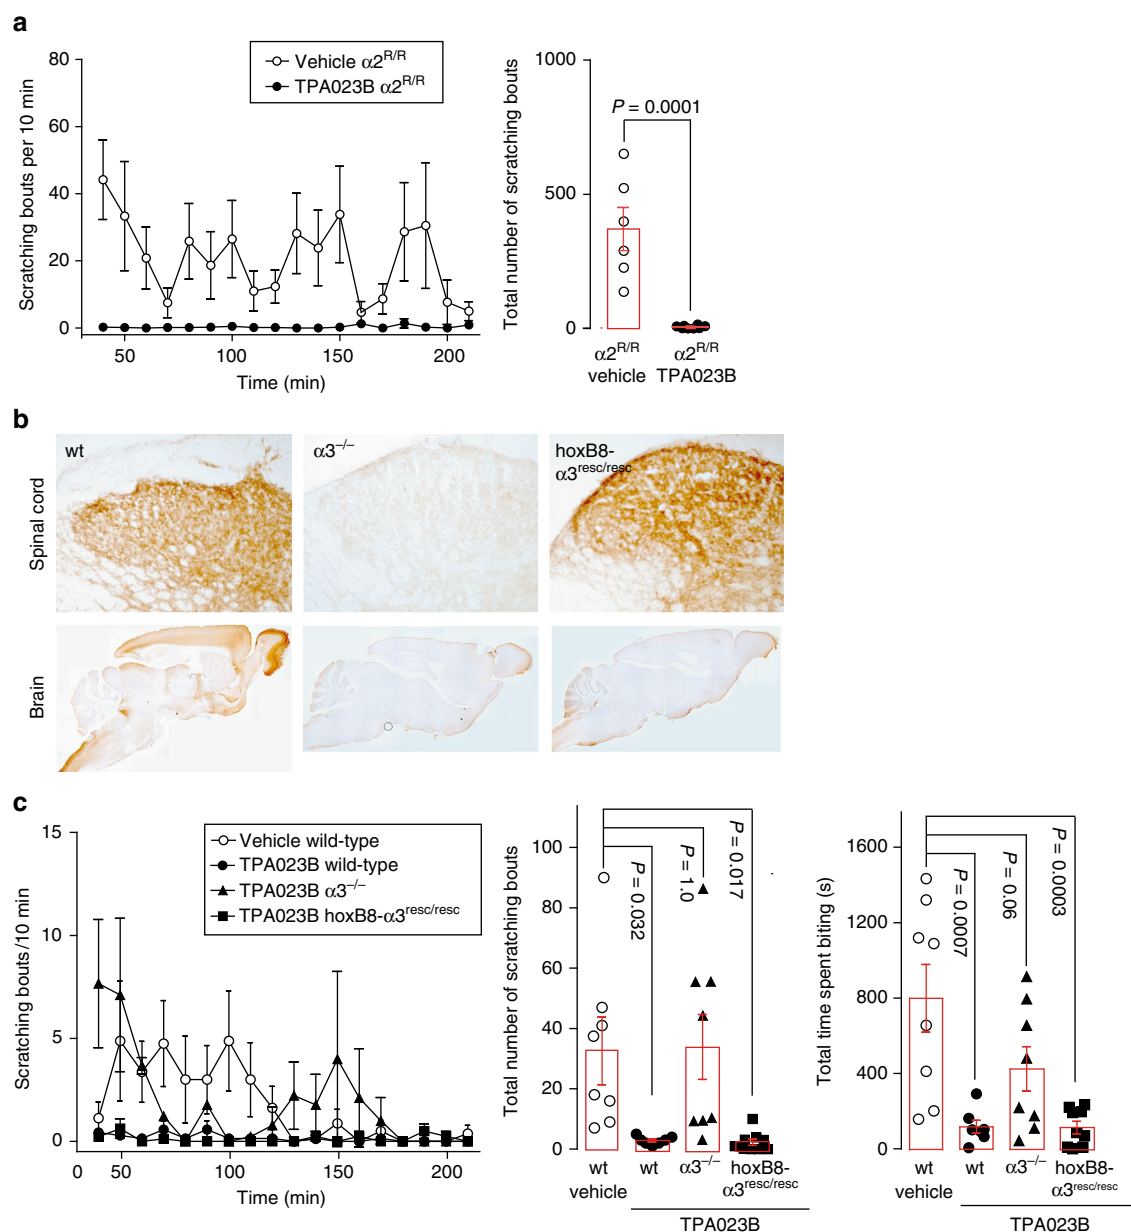 a
Vehicle α2R/R
TPA023B α2R/R
Scratching bouts per 10 min
80
60
40
20
0
50
100
150
200
Time (min)
Total number of scratching bouts
1000
500
0
P = 0.0001
α2R/R
vehicle
α2R/R
TPA023B
b
wt
α3−/−
hoxB8-
α3resc/resc
Spinal cord
Brain
c
Vehicle wild-type
TPA023B wild-type
TPA023B α3−/−
TPA023B hoxB8-α3resc/resc
Scratching bouts/10 min
15
10
5
0
50
100
150
200
Time (min)
Total number of scratching bouts
100
80
60
40
20
0
P = 0.032
P = 1.0
P = 0.017
wt
vehicle
wt
α3−/−
hoxB8-
α3resc/resc
TPA023B
Total time spent biting (s)
1600
1200
800
400
0
P = 0.0007
P = 0.06
P = 0.0003
wt
vehicle
wt
α3−/−
hoxB8-
α3resc/resc
TPA023B